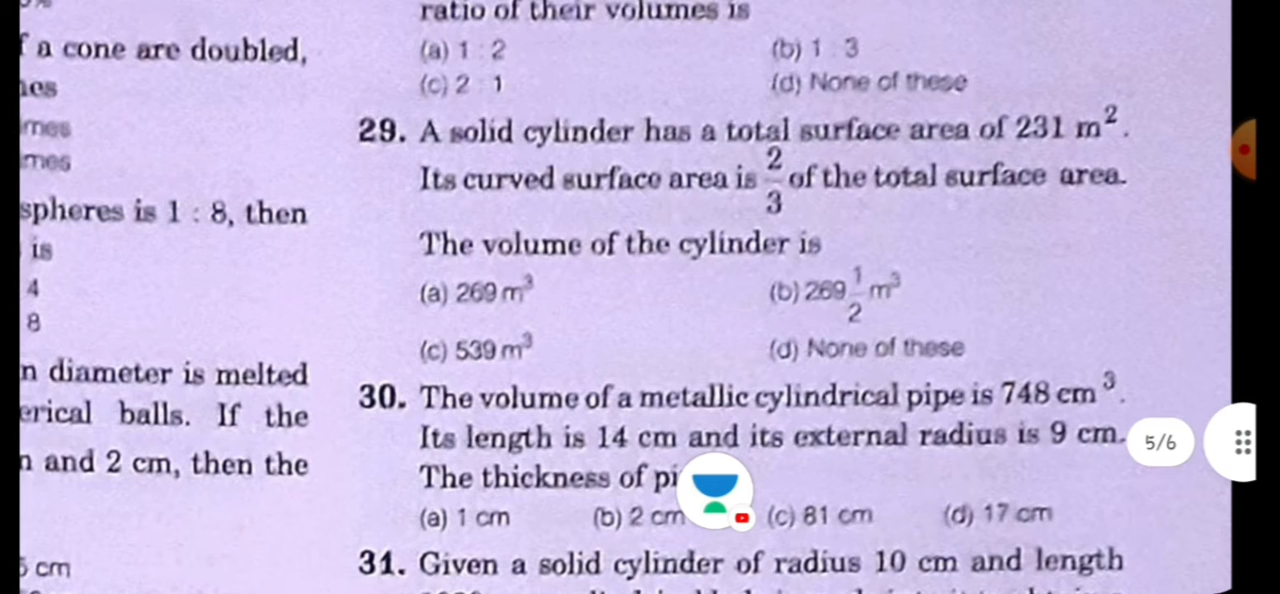 a cone are doubled,
spheres is 1 : 8, then
is
4
8
diameter is melted
balls. If the
and 2 cm, then the
cm
ratio of their volumes is
(a) 1 : 2 (b) 1 : 3
(c) 2 : 1 (d) None of these
29. A solid cylinder has a total surface area of 231 m².
Its curved surface area is 2/3 of the total surface area.
The volume of the cylinder is
(a) 269 m³ (b) 269 1/2 m³
(c) 539 m³ (d) None of these
30. The volume of a metallic cylindrical pipe is 748 cm³.
Its length is 14 cm and its external radius is 9 cm.
The thickness of pi
(a) 1 cm (b) 2 cm (c) 81 cm (d) 17 cm
31. Given a solid cylinder of radius 10 cm and length
5/6